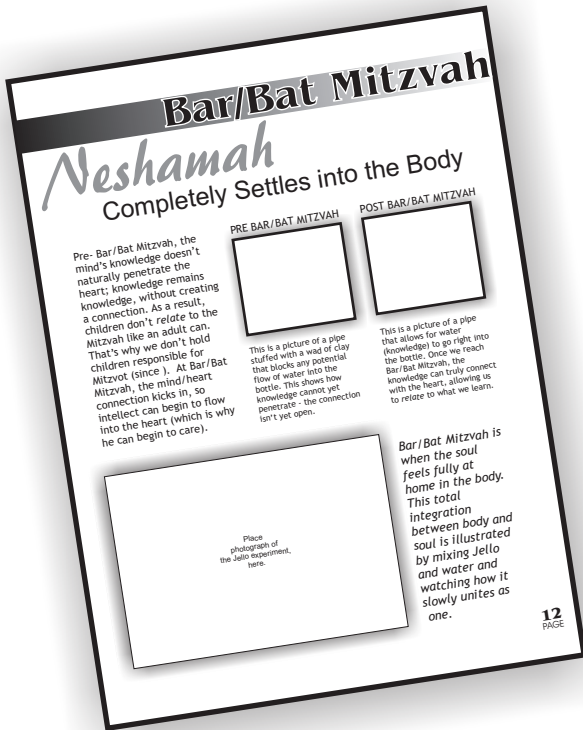 Bar/Bat Mitzvah
Neshamah
Completely Settles into the Body
Pre- Bar/Bat Mitzvah, the
mind's knowledge doesn't
naturally penetrate the
heart; knowledge remains
knowledge, without creating
a connection. As a result,
children don't relate to the
Mitzvah like an adult can.
That's why we don't hold
children responsible for
Mitzvot (since ). At Bar/Bat
Mitzvah, the mind/heart
connection kicks in, so
intellect can begin to flow
into the heart (which is why
he can begin to care).
PRE BAR/BAT MITZVAH
This is a picture of a pipe
stuffed with a wad of clay
that blocks any potential
flow of water into the
bottle. This shows how
knowledge cannot yet
penetrate - the connection
isn't yet open.
POST BAR/BAT MITZVAH
This is a picture of a pipe
that allows for water
(knowledge) to go right into
the bottle. Once we reach
Bar/Bat Mitzvah, the
knowledge can truly connect
with the heart, allowing us
to relate to what we learn.
Place
photograph of
the Jello experiment,
here.
Bar/Bat Mitzvah is
when the soul
feels fully at
home in the body.
This total
integration
between body and
soul is illustrated
by mixing Jello
and water and
watching how it
slowly unites as
one.
12
PAGE